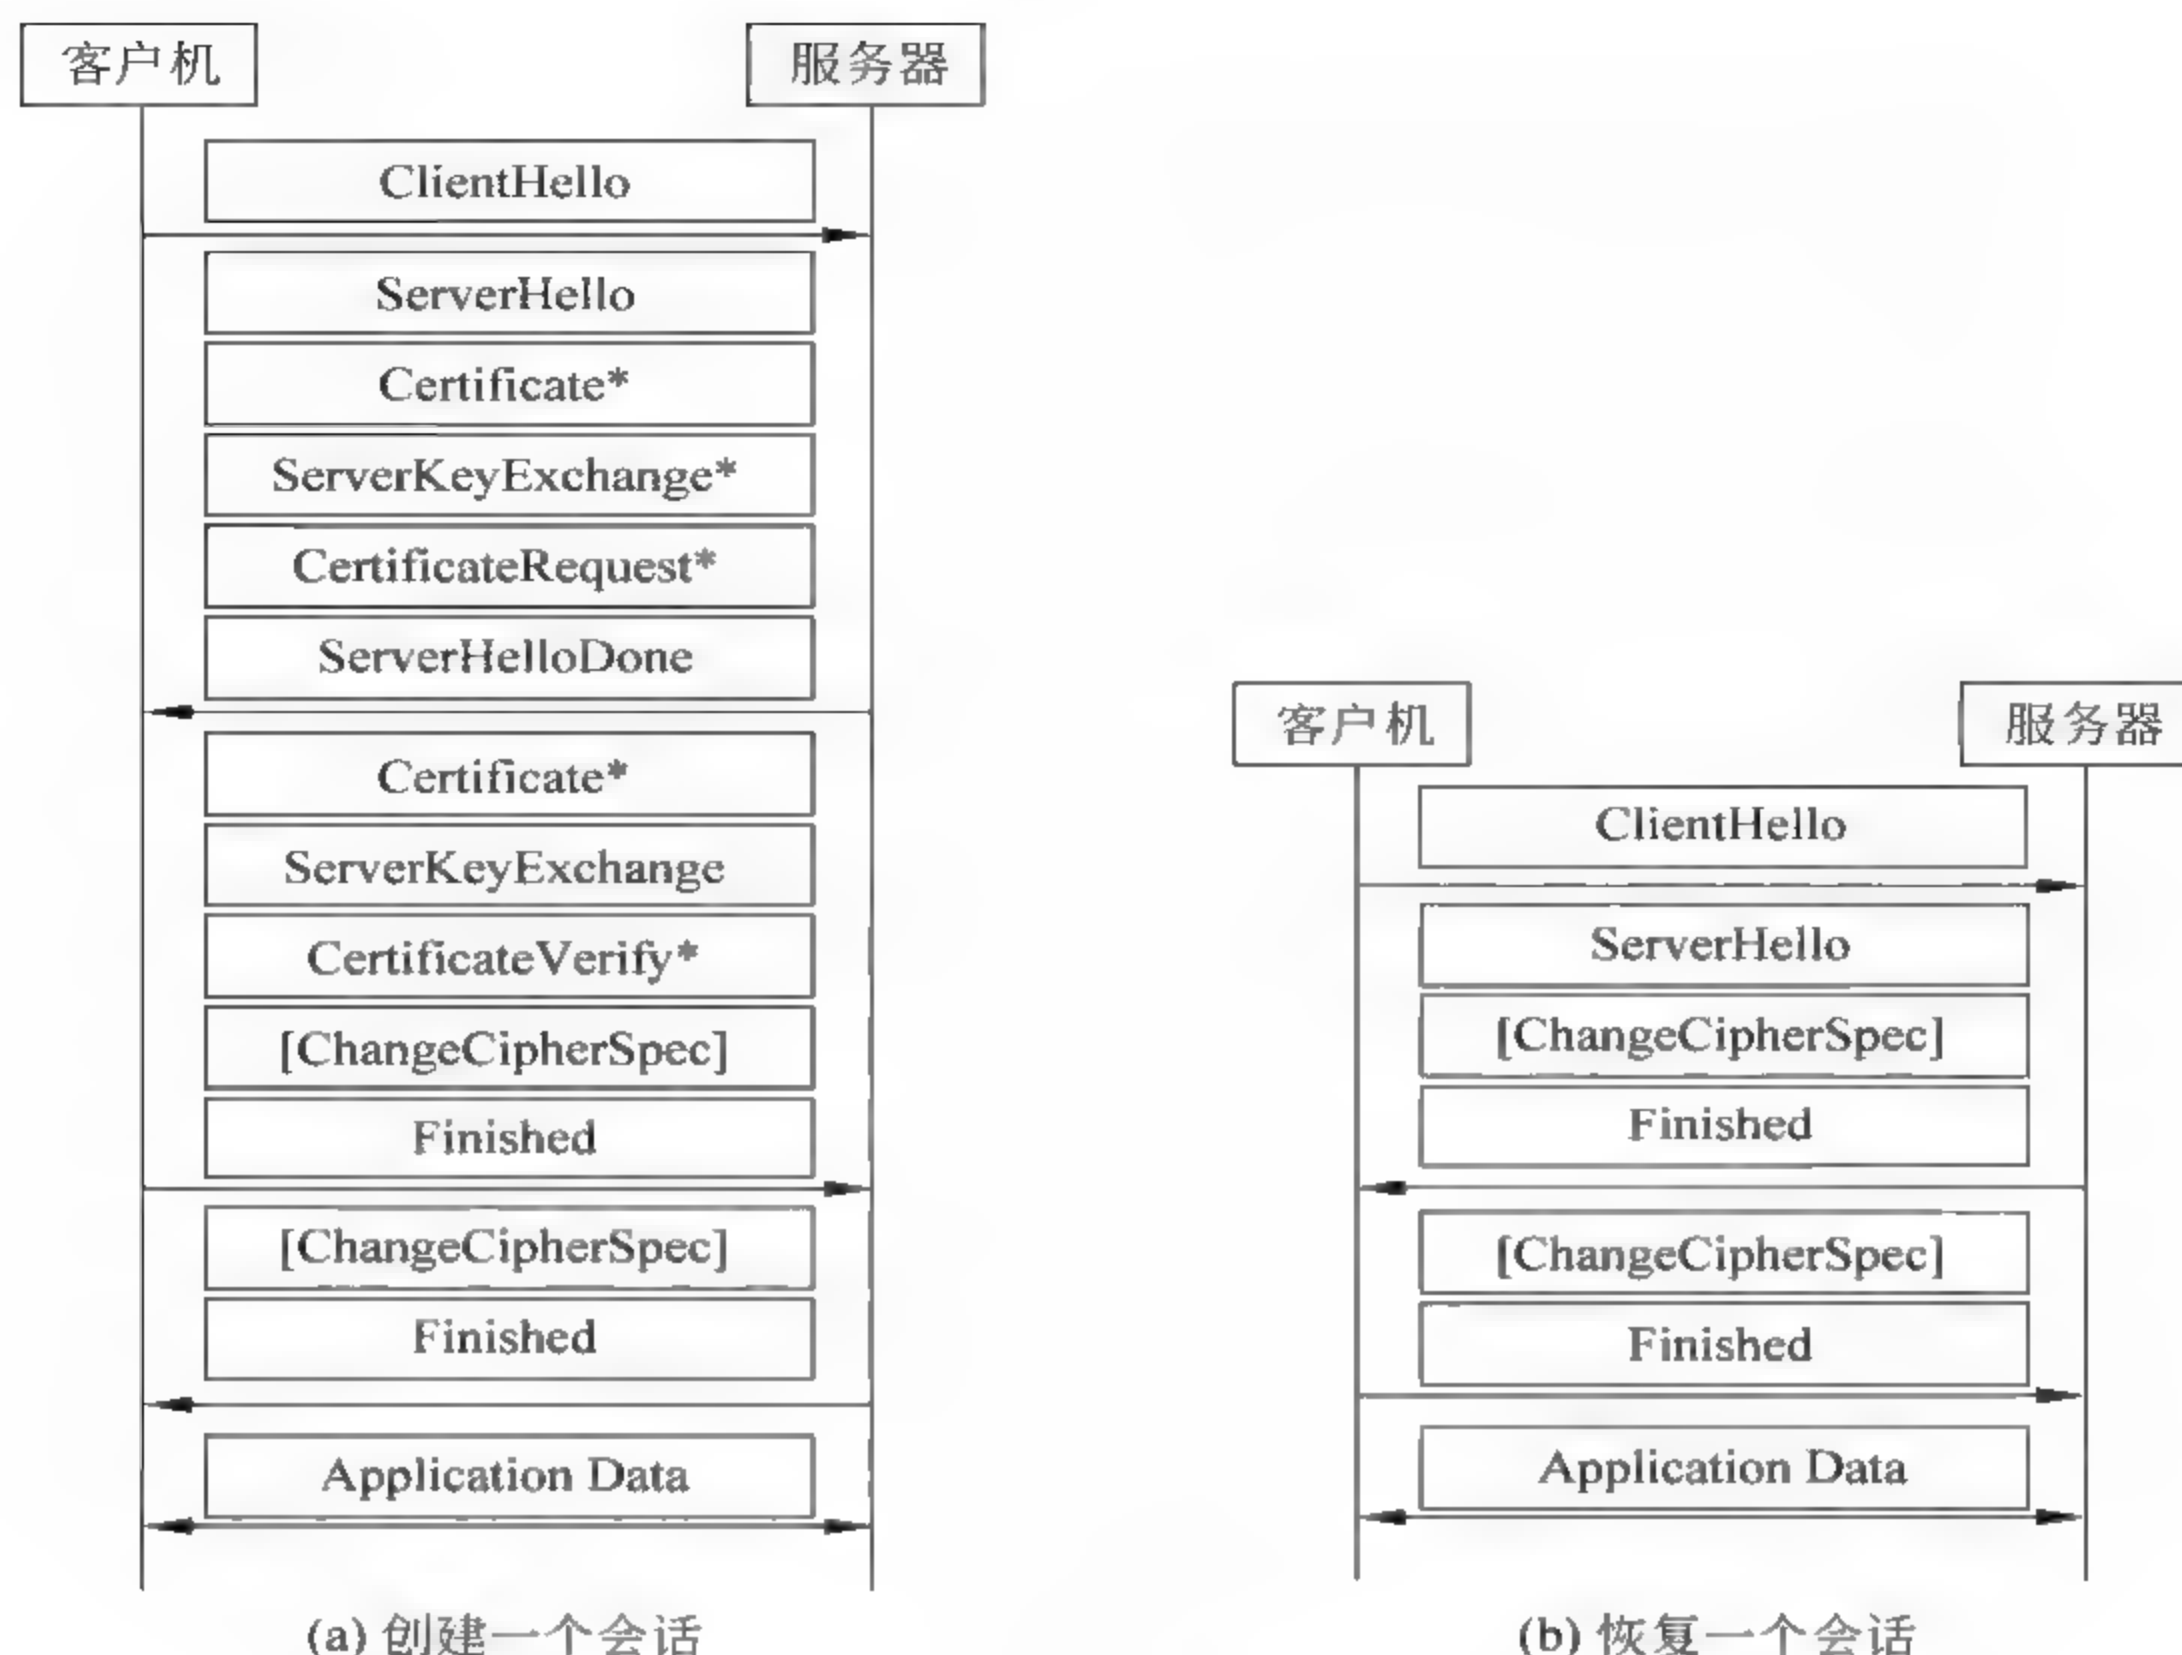 客户机
服务器
ClientHello
ServerHello
Certificate*
ServerKeyExchange*
CertificateRequest*
ServerHelloDone
Certificate*
ServerKeyExchange
CertificateVerify*
[ChangeCipherSpec]
Finished
[ChangeCipherSpec]
Finished
Application Data
(a) 创建一个会话
客户机
服务器
ClientHello
ServerHello
[ChangeCipherSpec]
Finished
[ChangeCipherSpec]
Finished
Application Data
(b) 恢复一个会话